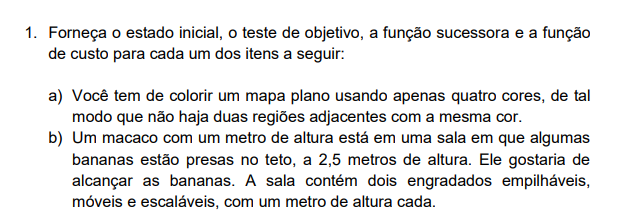 1. Forneça o estado inicial, o teste de objetivo, a função sucessora e a função
de custo para cada um dos itens a seguir:
a) Você tem de colorir um mapa plano usando apenas quatro cores, de tal
modo que não haja duas regiões adjacentes com a mesma cor.
b) Um macaco com um metro de altura está em uma sala em que algumas
bananas estão presas no teto, a 2,5 metros de altura. Ele gostaria de
alcançar as bananas. A sala contém dois engradados empilháveis,
móveis e escaláveis, com um metro de altura cada.